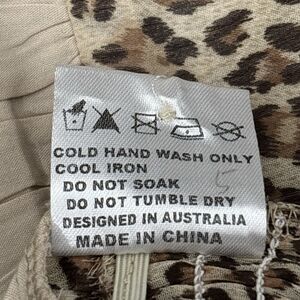 COLD HAND WASH ONLY
COOL IRON
DO NOT SOAK 5
DO NOT TUMBLE DRY
DESIGNED IN AUSTRALIA
MADE IN CHINA